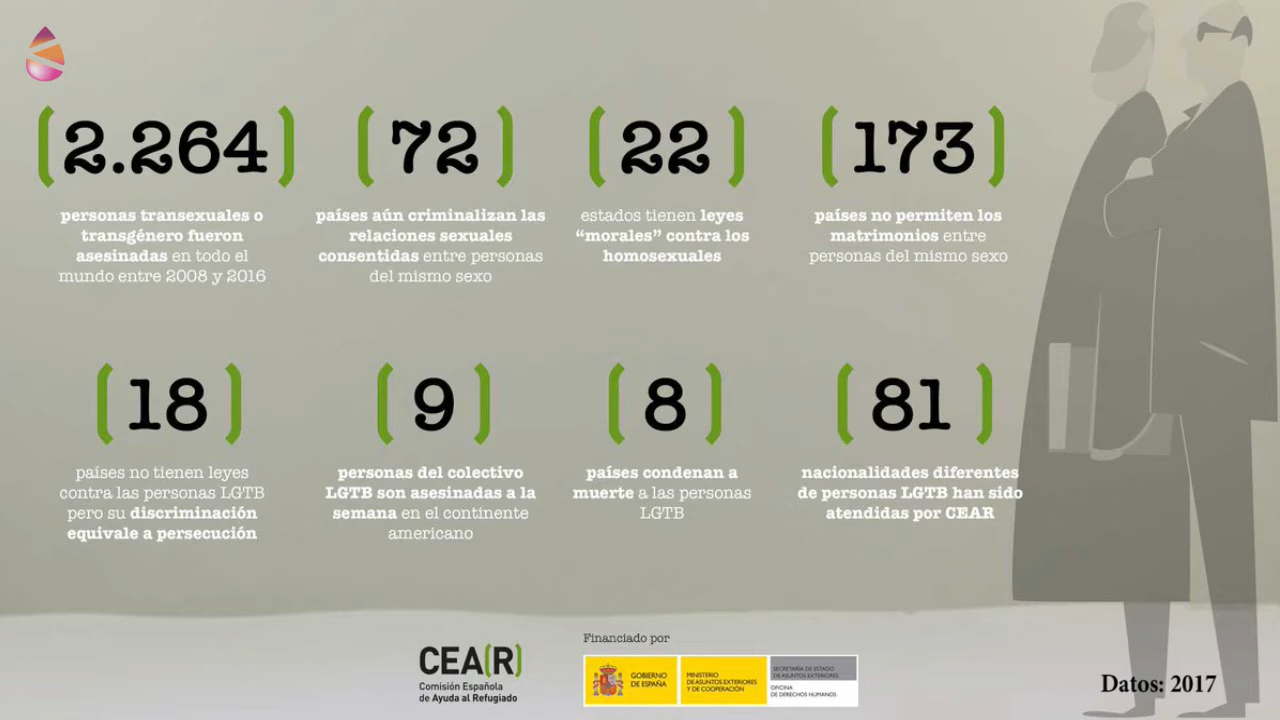 (2.264)
personas transexuales o
transgénero fueron
asesinadas en todo el
mundo entre 2008 y 2016
(72)
países aún criminalizan las
relaciones sexuales
consentidas entre personas
del mismo sexo
(22)
estados tienen leyes
“morales” contra los
homosexuales
(173)
países no permiten los
matrimonios entre
personas del mismo sexo
(18)
países no tienen leyes
contra las personas LGTB
pero su discriminación
equivale a persecución
(9)
personas del colectivo
LGTB son asesinadas a la
semana en el continente
americano
(8)
países condenan a
muerte a las personas
LGTB
(81)
nacionalidades diferentes
de personas LGTB han sido
atendidas por CEAR
CEA(R)
Comisión Española
de Ayuda al Refugiado
Financiado por
GOBIERNO
DE ESPAÑA
MINISTERIO
DE ASUNTOS EXTERIORES
Y DE COOPERACIÓN
SECRETARÍA DE ESTADO
DE ASUNTOS EXTERIORES
OFICINA
DE DERECHOS HUMANOS
Datos: 2017